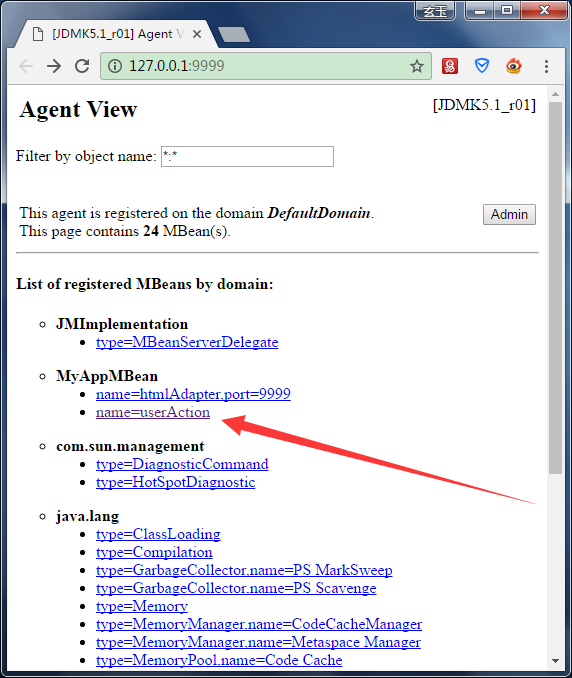 玄玉
[JDMK5.1_r01] Agent V
127.0.0.1:9999
Agent View
[JDMK5.1_r01]
Filter by object name: *:*
This agent is registered on the domain DefaultDomain.
Admin
This page contains 24 MBean(s).
List of registered MBeans by domain:
JMImplementation
type=MBeanServerDelegate
MyAppMBean
name=htmlAdapter,port=9999
name=userAction
com.sun.management
type=DiagnosticCommand
type=HotSpotDiagnostic
java.lang
type=ClassLoading
type=Compilation
type=GarbageCollector,name=PS MarkSweep
type=GarbageCollector,name=PS Scavenge
type=Memory
type=MemoryManager,name=CodeCacheManager
type=MemoryManager,name=Metaspace Manager
type=MemoryPool,name=Code Cache